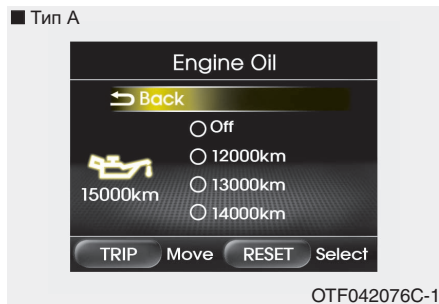 Тип А
Engine Oil
Back
Off
12000km
13000km
14000km
15000km
TRIP Move RESET Select
OTF042076C-1